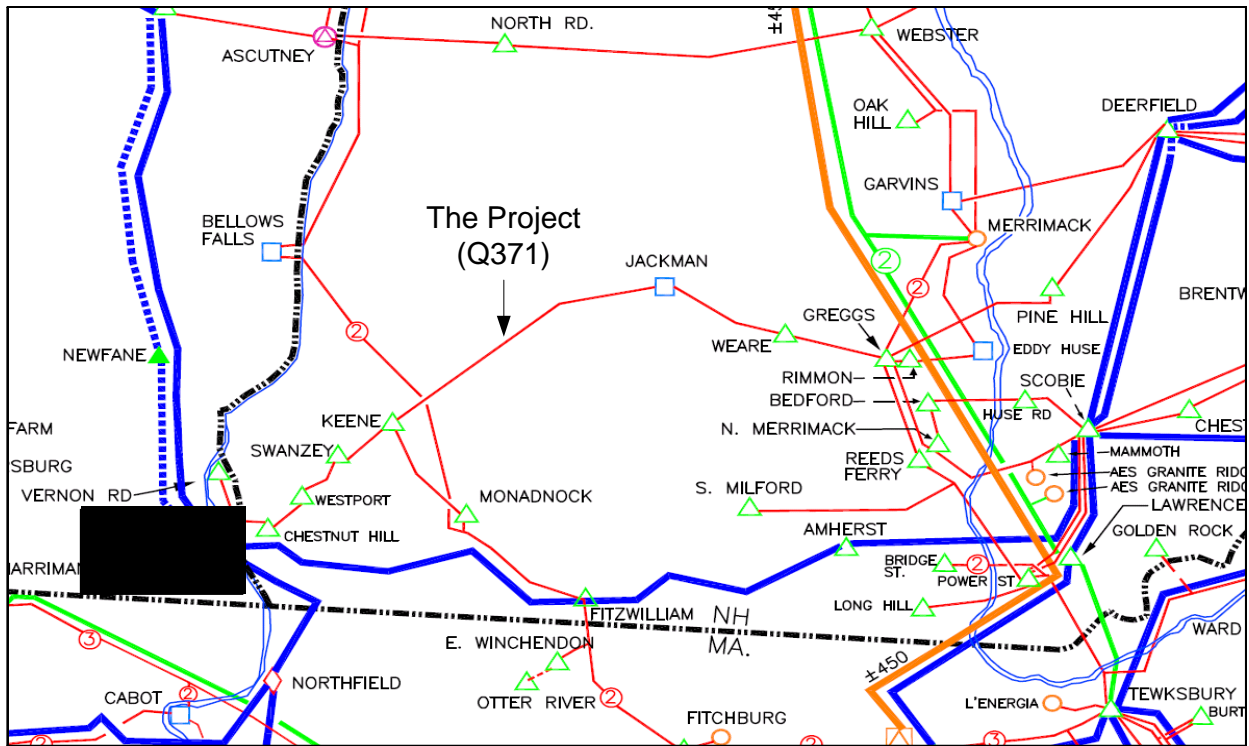 ±45
NORTH RD.
ASCUTNEY
WEBSTER
OAK
HILL
DEERFIELD
GARVINS
BELLOWS
FALLS
The Project
(Q371)
MERRIMACK
JACKMAN
2
2
BRENTW
GREGGS
PINE HILL
2
NEWFANE
WEARE
EDDY HUSE
RIMMON
SCOBIE
BEDFORD
HUSE RD
CHEST
KEENE
N. MERRIMACK
FARM
SWANZEY
REEDS
FERRY
MAMMOTH
SBURG
AES GRANITE RIDG
VERNON RD
WESTPORT
MONADNOCK
S. MILFORD
AES GRANITE RIDG
LAWRENCE
CHESTNUT HILL
AMHERST
GOLDEN ROCK
BRIDGE
ST.
2
HARRIMAN
POWER ST
LONG HILL
FITZWILLIAM
NH
MA.
WARD
3
E. WINCHENDON
±450
2
NORTHFIELD
OTTER RIVER
2
CABOT
L'ENERGIA
TEWKSBURY
FITCHBURG
BURT
2
2
3